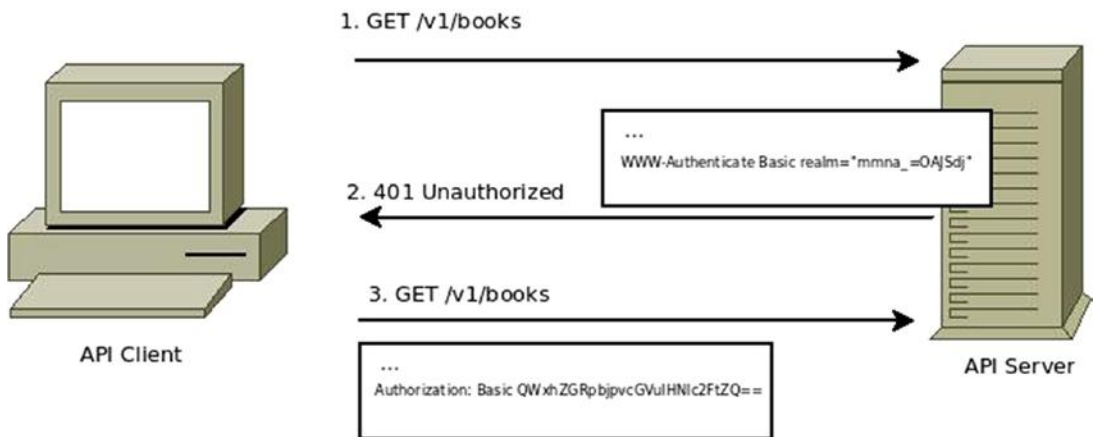 1. GET /v1/books
...
WWW-Authenticate Basic realm="mmna_=OAJSdj"
2. 401 Unauthorized
3. GET /v1/books
API Client
API Server
...
Authorization: Basic QWxhZGRpbjpvcGVuIHNlc2FtZQ==